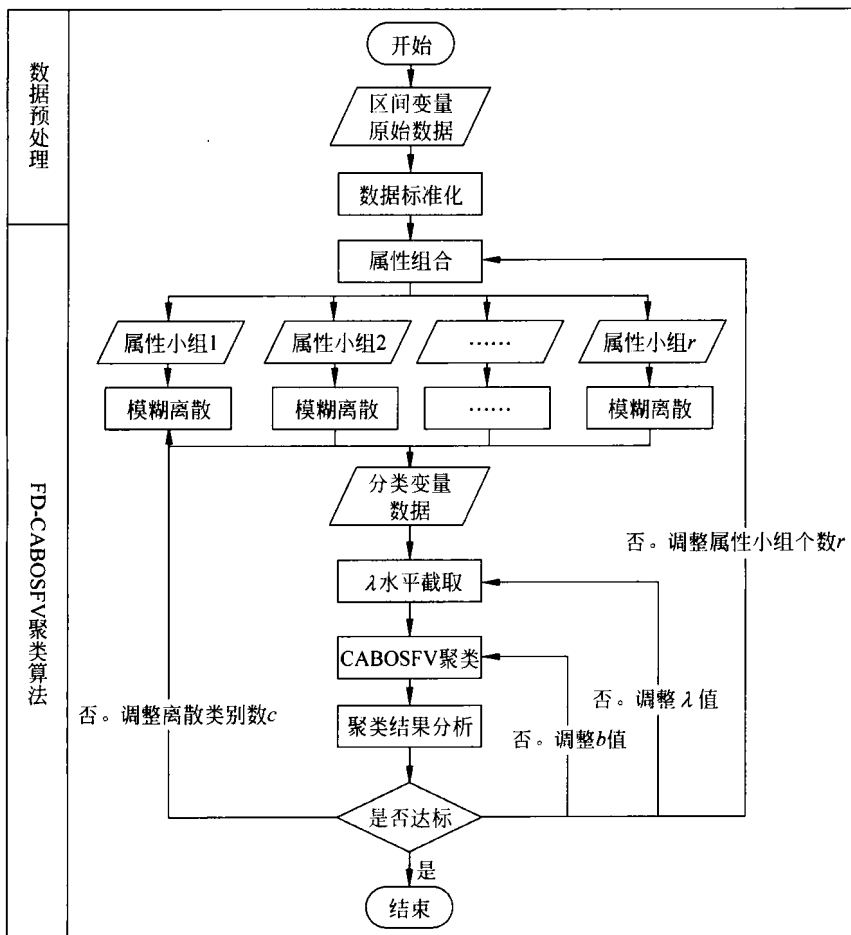 数据预处理
开始
区间变量
原始数据
数据标准化
FD-CABOSFV聚类算法
属性组合
属性小组1
属性小组2
……
属性小组r
模糊离散
模糊离散
……
模糊离散
分类变量
数据
否。调整属性小组个数r
λ水平截取
CABOSFV聚类
否。调整λ值
否。调整离散类别数c
聚类结果分析
否。调整b值
是否达标
是
结束